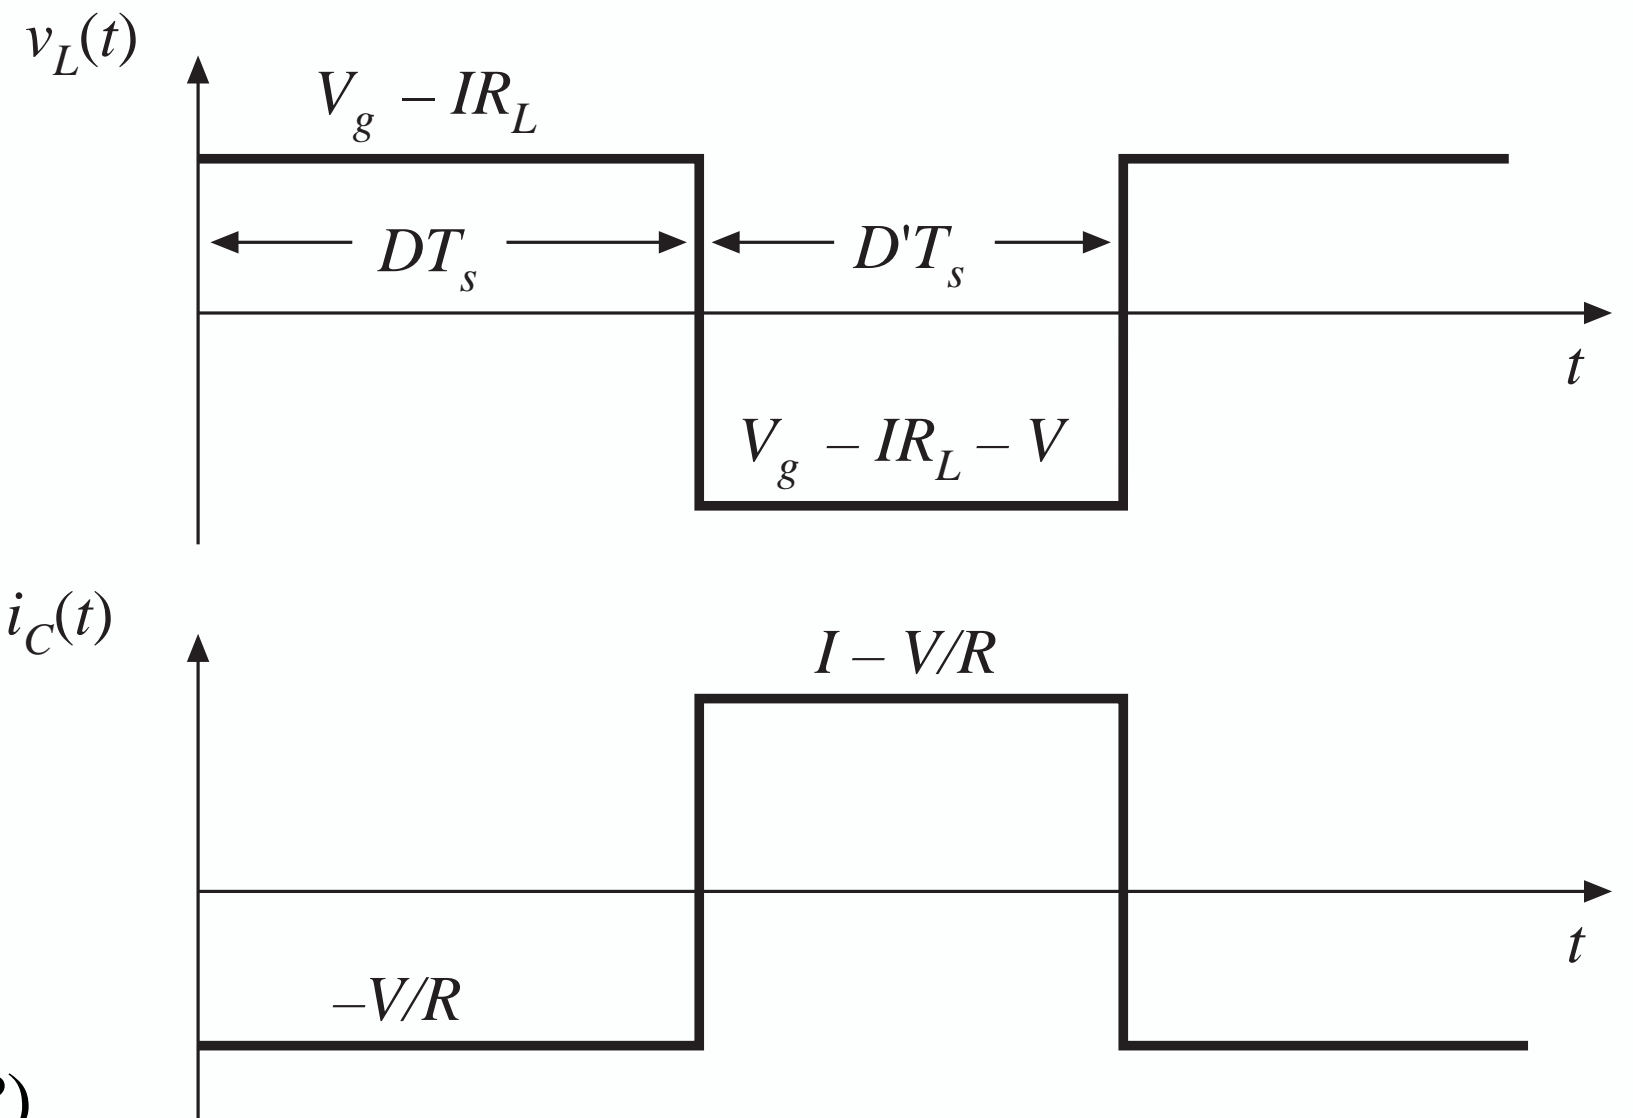 v_L(t)
V_g – IR_L
DT_s
D'T_s
t
V_g – IR_L – V
i_C(t)
I – V/R
t
–V/R
)